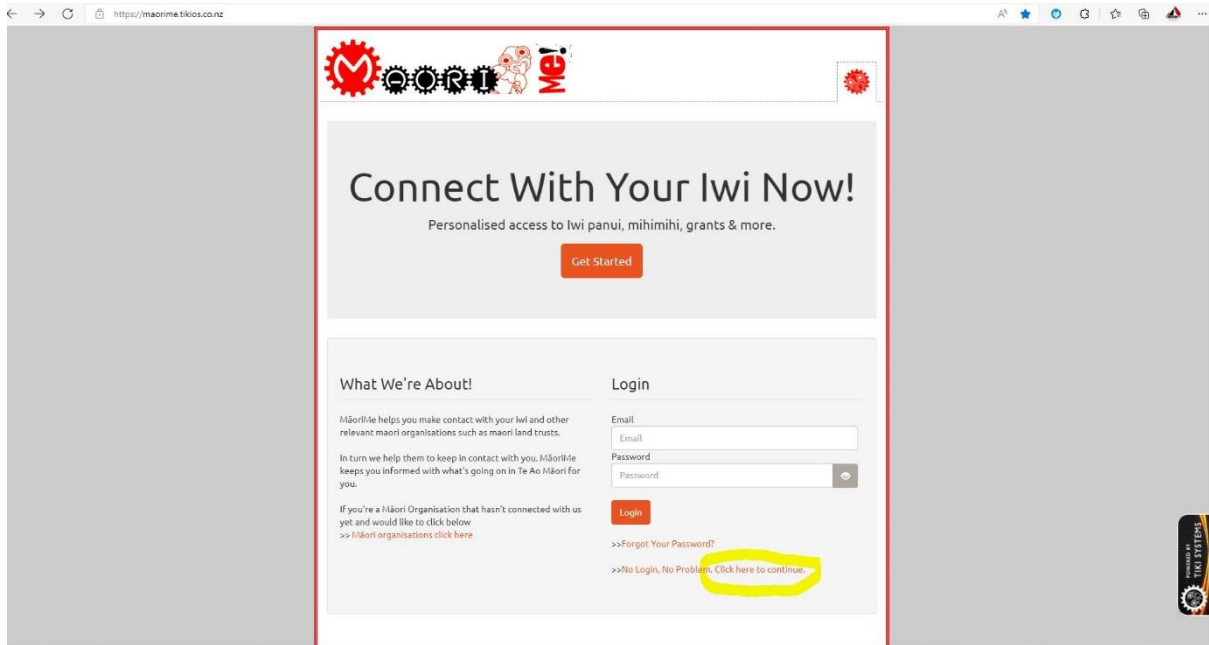 https://maorime.tikios.co.nz
MAORI Me!
Connect With Your Iwi Now!
Personalised access to Iwi panui, mihimihi, grants & more.
Get Started
What We're About!
MāoriMe helps you make contact with your iwi and other
relevant maori organisations such as maori land trusts.
In turn we help them to keep in contact with you. MāoriMe
keeps you informed with what's going on in Te Ao Māori for
you.
If you're a Māori Organisation that hasn't connected with us
yet and would like to click below
>> Māori organisations click here
Login
Email
Email
Password
Password
Login
>>Forgot Your Password?
>>No Login, No Problem. Click here to continue.
POWERED BY
TIKI SYSTEMS